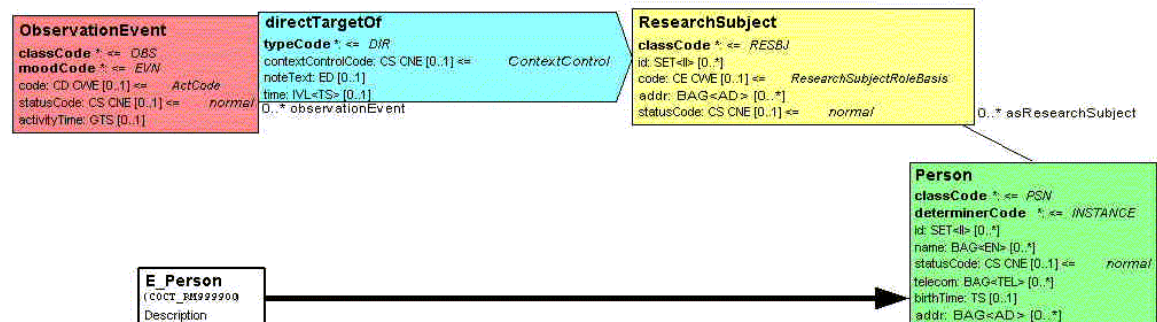 ObservationEvent
classCode *: <= OBS
moodCode *: <= EVN
code: CD CWE [0..1] <= ActCode
statusCode: CS CNE [0..1] <= normal
activityTime: GTS [0..1]
directTargetOf
typeCode *: <= DIR
contextControlCode: CS CNE [0..1] <= ContextControl
noteText: ED [0..1]
time: IVL<TS> [0..1]
0..* observationEvent
ResearchSubject
classCode *: <= RESBJ
id: SET<II> [0..*]
code: CE CWE [0..1] <= ResearchSubjectRoleBasis
addr: BAG<AD> [0..*]
statusCode: CS CNE [0..1] <= normal
0..* asResearchSubject
Person
classCode *: <= PSN
determinerCode *: <= INSTANCE
id: SET<II> [0..*]
name: BAG<EN> [0..*]
statusCode: CS CNE [0..1] <= normal
telecom: BAG<TEL> [0..*]
birthTime: TS [0..1]
addr: BAG<AD> [0..*]
E_Person
(COCT_RM999900)
Description